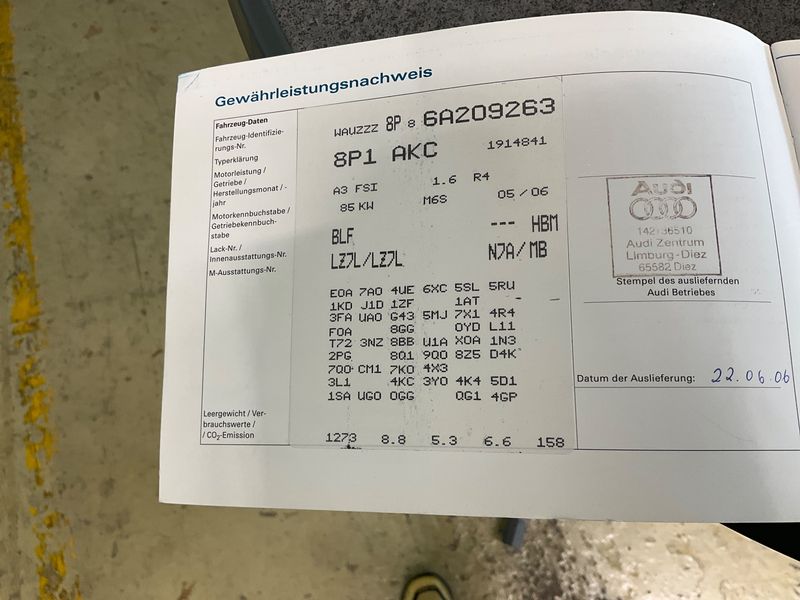 Gewährleistungsnachweis
Fahrzeug-Daten
Fahrzeug-Identifizie-
rungs-Nr.
Typerklärung
Motorleistung /
Getriebe /
Herstellungsmonat / -
jahr
Motorkennbuchstabe /
Getriebekennbuch-
stabe
Lack-Nr. /
Innenausstattungs-Nr.
M-Ausstattungs-Nr.
Leergewicht / Ver-
brauchswerte /
/ CO2-Emission
WAUZZZ 8P 8 6A209263
8P1 AKC 1914841
A3 FSI 1.6 R4
85 KW M6S 05 / 06
BLF --- HBM
LZ7L/LZ7L N7A/ MB
E0A 7A0 4UE 6XC 5SL 5RU
1KD J1D 1ZF 1AT - -
3FA UA0 G43 5MJ 7X1 4R4
F0A 8GG 0YD L11
T72 3NZ 8BB U1A X0A 1N3
2PG 8Q1 9Q0 8Z5 D4K
7Q0 CM1 7K0 4X3
3L1 4KC 3Y0 4K4 5D1
1SA UG0 0GG QG1 4GP
1273 8.8 5.3 6.6 158
Audi
Audi Zentrum
Limburg-Diez
65582 Diez
Stempel des ausliefernden
Audi Betriebes
Datum der Auslieferung: 22.06.06